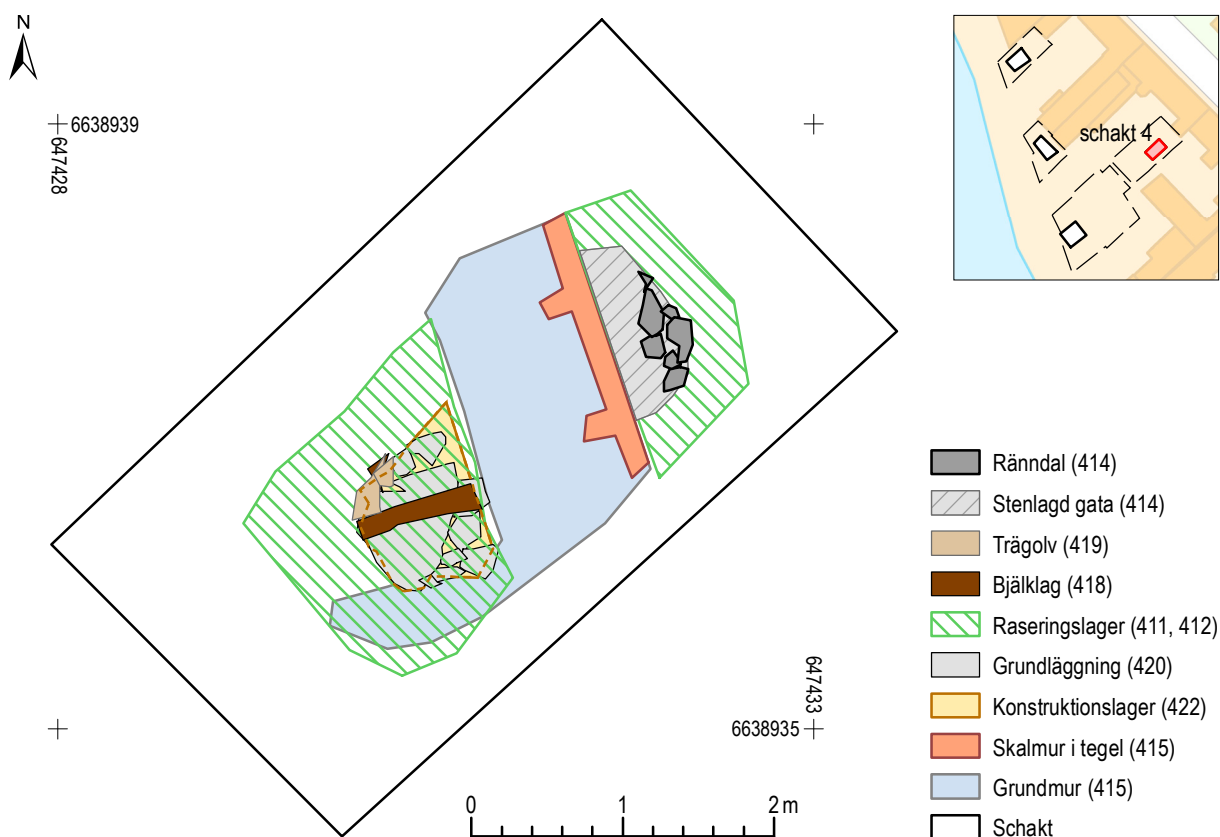 N
6638939
647428
schakt 4
Ränndal (414)
Stenlagd gata (414)
Trägolv (419)
Bjälklag (418)
Raseringslager (411, 412)
Grundläggning (420)
Konstruktionslager (422)
Skalmur i tegel (415)
Grundmur (415)
Schakt
647433
6638935
0 1 2 m